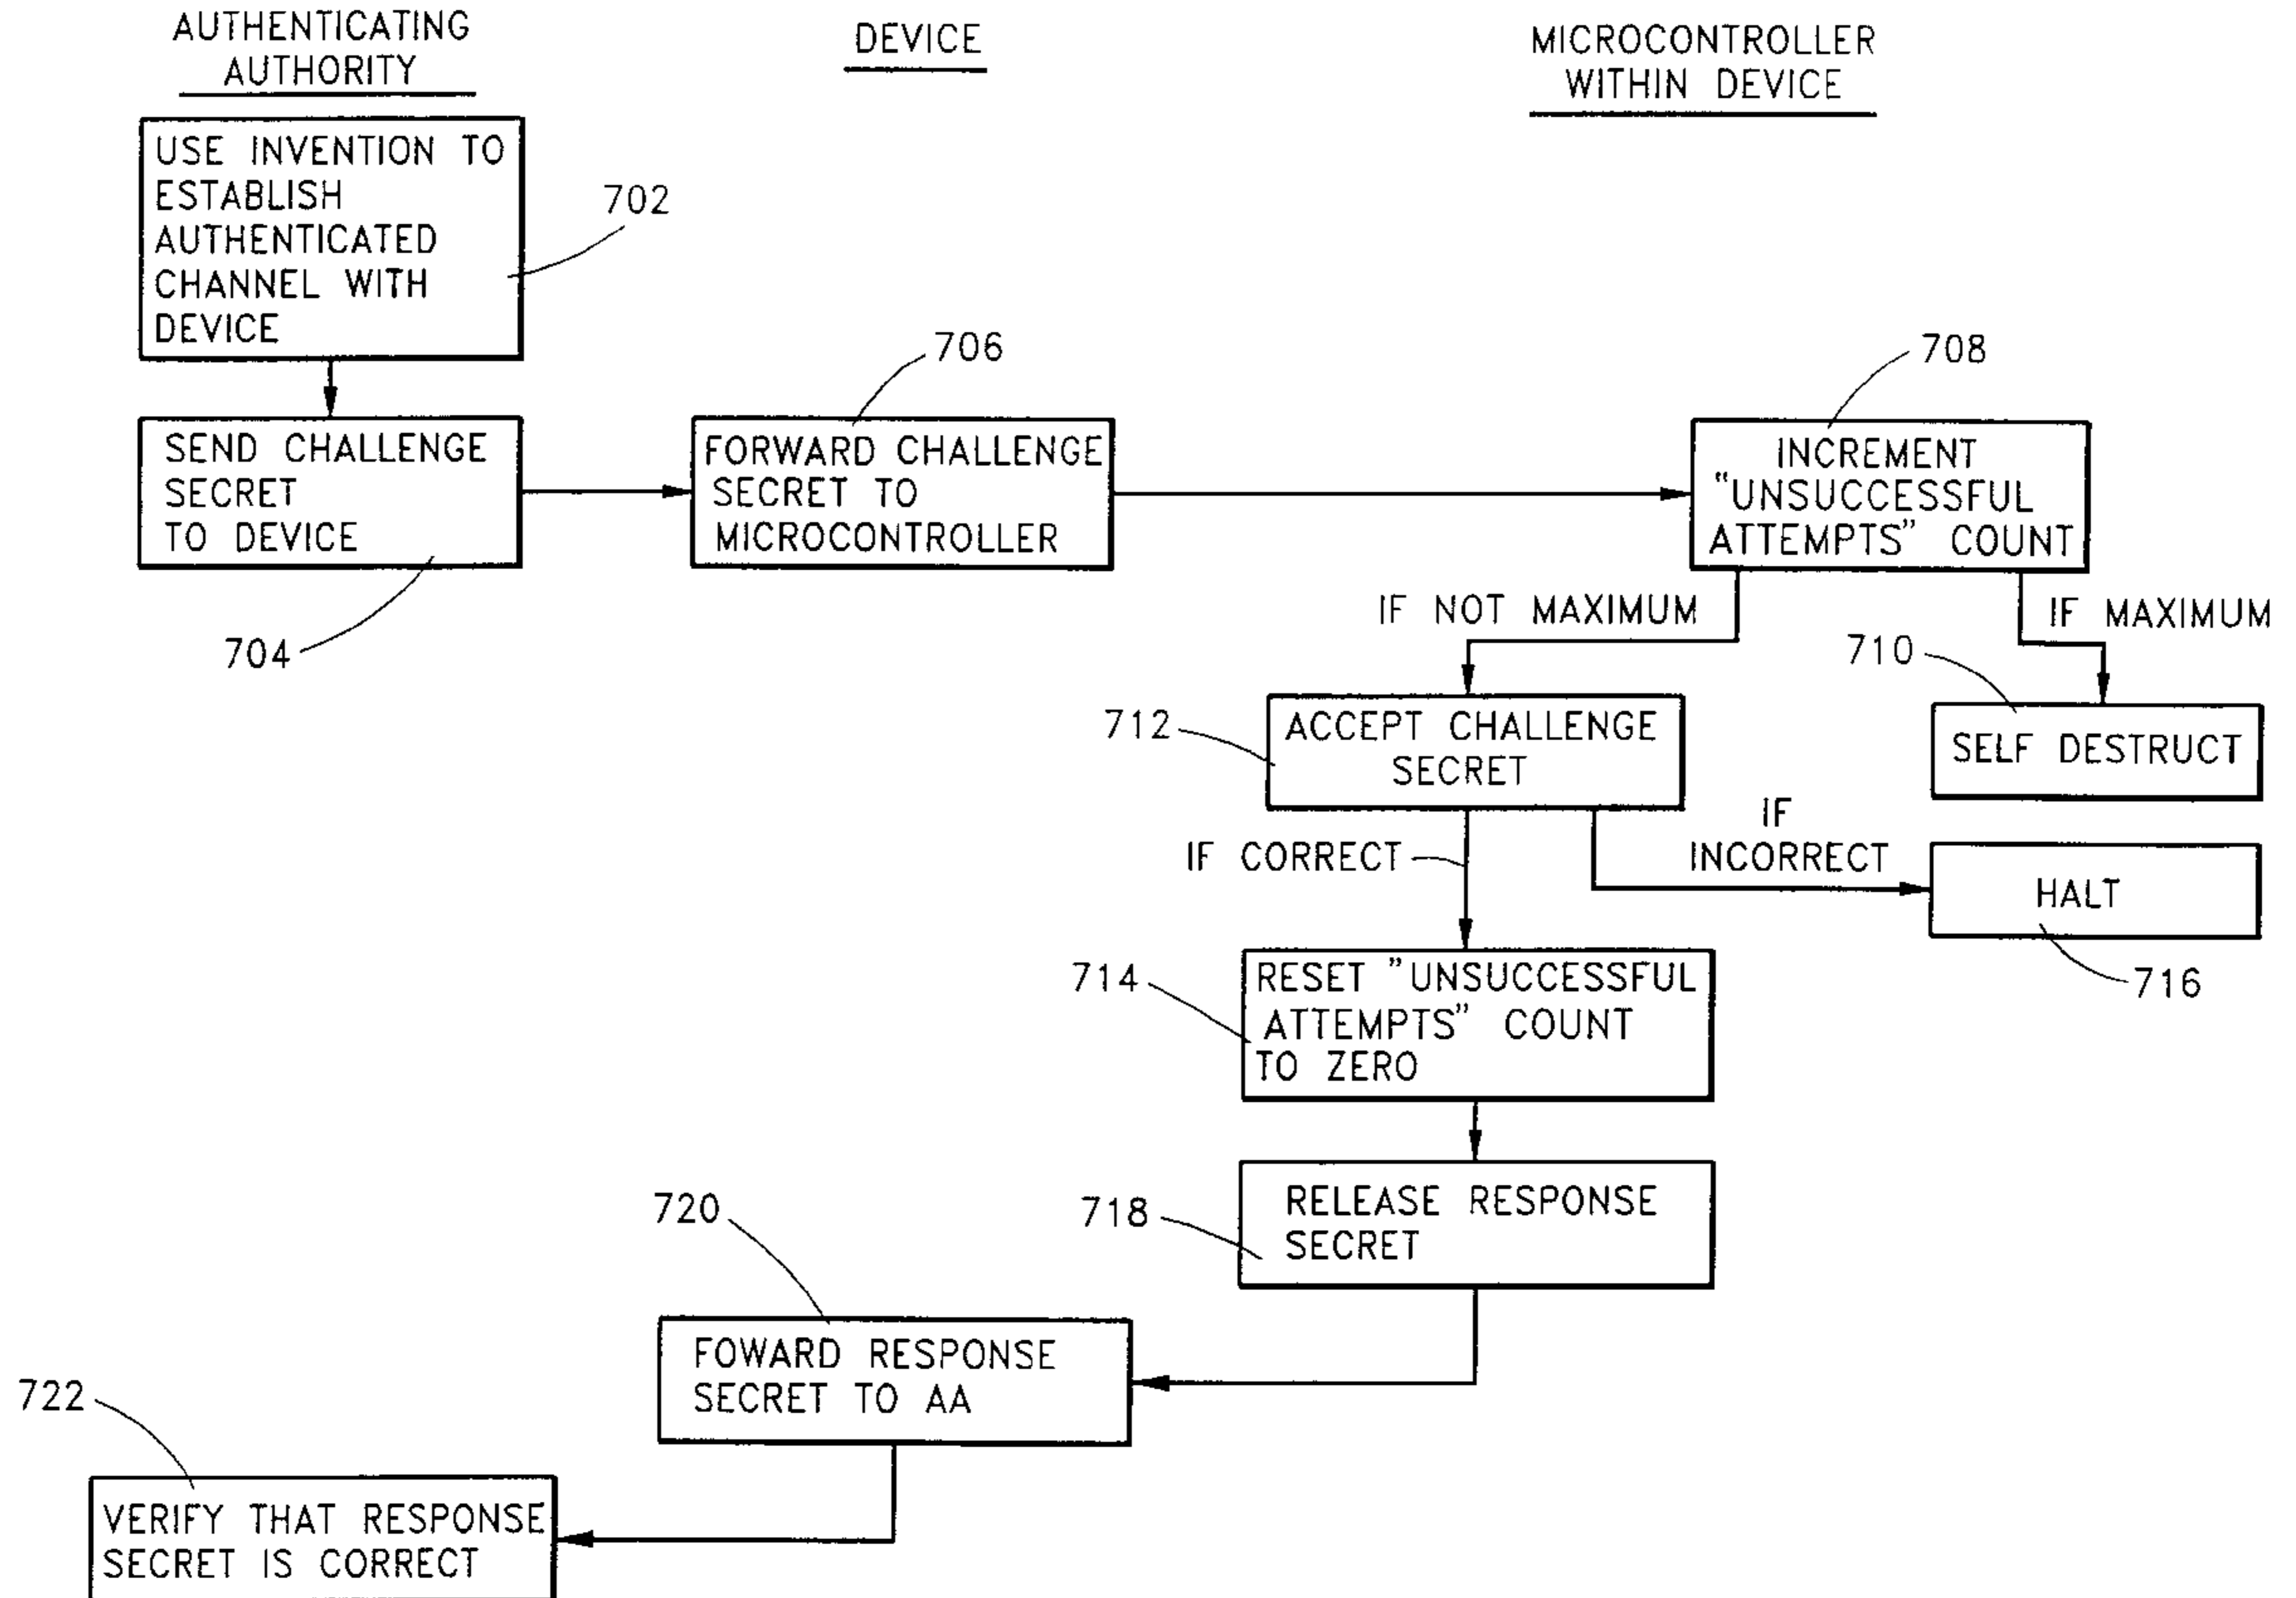 AUTHENTICATING
AUTHORITY
DEVICE
MICROCONTROLLER
WITHIN DEVICE
USE INVENTION TO
ESTABLISH
AUTHENTICATED
CHANNEL WITH
DEVICE
702
SEND CHALLENGE
SECRET
TO DEVICE
704
706
FORWARD CHALLENGE
SECRET TO
MICROCONTROLLER
708
INCREMENT
"UNSUCCESSFUL
ATTEMPTS" COUNT
IF NOT MAXIMUM
IF MAXIMUM
710
SELF DESTRUCT
712
ACCEPT CHALLENGE
SECRET
IF CORRECT
IF
INCORRECT
HALT
716
714
RESET "UNSUCCESSFUL
ATTEMPTS" COUNT
TO ZERO
718
RELEASE RESPONSE
SECRET
720
FOWARD RESPONSE
SECRET TO AA
722
VERIFY THAT RESPONSE
SECRET IS CORRECT